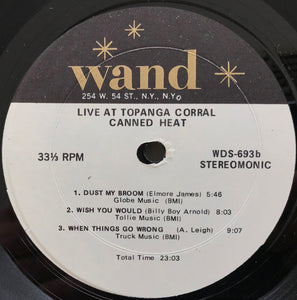 wand
254 W. 54 ST., N.Y., N.Y.
LIVE AT TOPANGA CORRAL
CANNED HEAT
33⅓ RPM
WDS-693b
STEREOMONIC
1. DUST MY BROOM (Elmore James) 5:46
Globe Music (BMI)
2. WISH YOU WOULD (Billy Boy Arnold) 8:03
Tollie Music (BMI)
3. WHEN THINGS GO WRONG (A. Leigh) 9:07
Truck Music (BMI)
Total Time 23:03